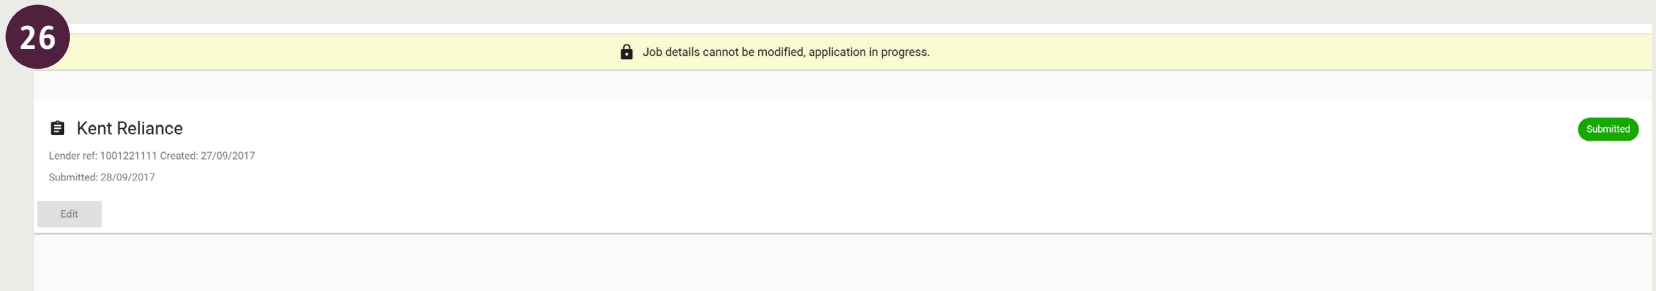 26
Job details cannot be modified, application in progress.
Kent Reliance
Submitted
Lender ref: 1001221111 Created: 27/09/2017
Submitted: 28/09/2017
Edit